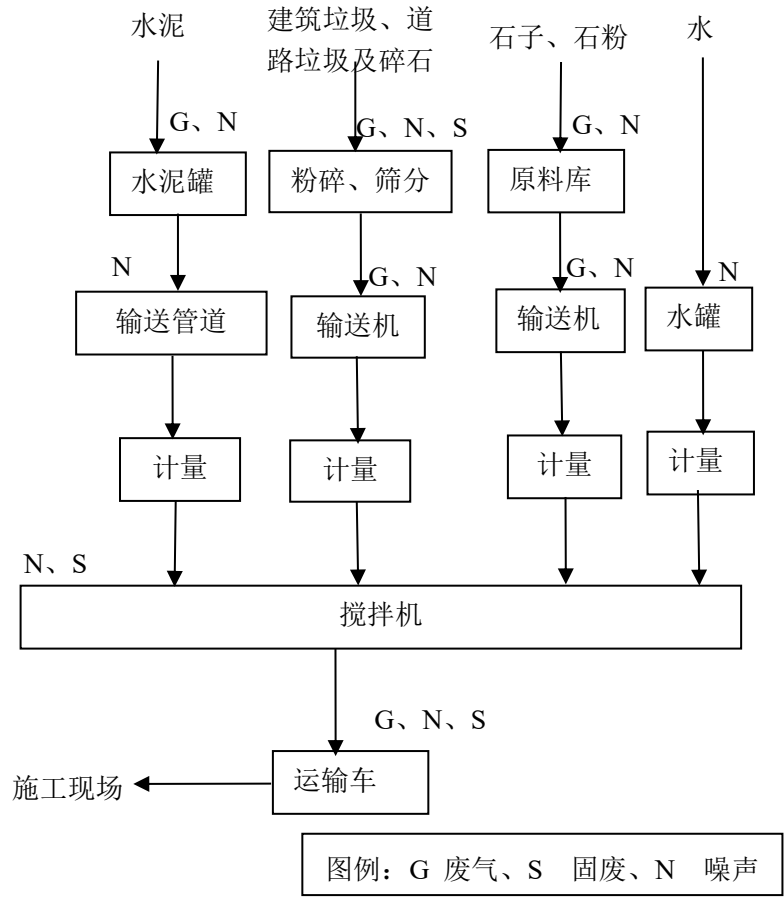 水泥
建筑垃圾、道
路垃圾及碎石
石子、石粉
水
G、N
G、N、S
G、N
水泥罐
粉碎、筛分
原料库
N
G、N
G、N
N
输送管道
输送机
输送机
水罐
计量
计量
计量
计量
N、S
搅拌机
G、N、S
运输车
施工现场
图例：G 废气、S 固废、N 噪声